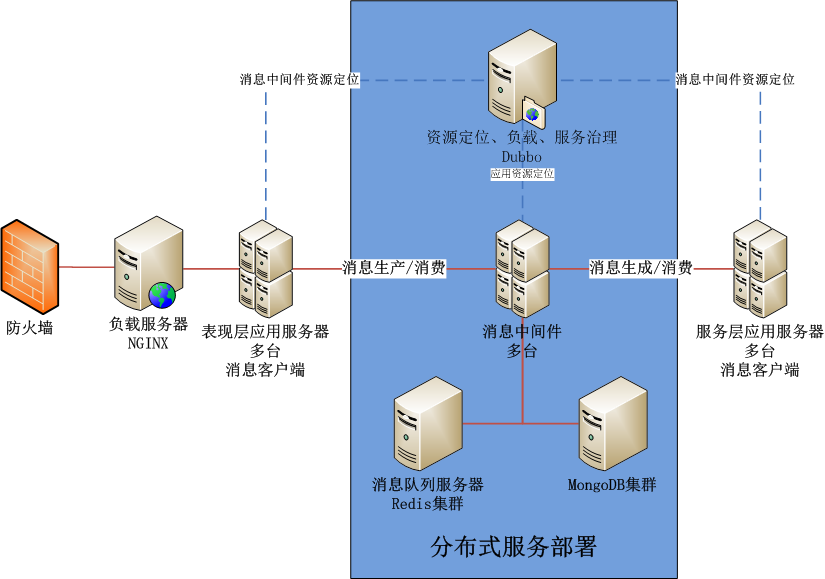 消息中间件资源定位
消息中间件资源定位
资源定位、负载、服务治理
Dubbo
应用资源定位
消息生产/消费
消息生成/消费
防火墙
负载服务器
NGINX
表现层应用服务器
多台
消息客户端
消息中间件
多台
服务层应用服务器
多台
消息客户端
消息队列服务器
Redis集群
MongoDB集群
分布式服务部署